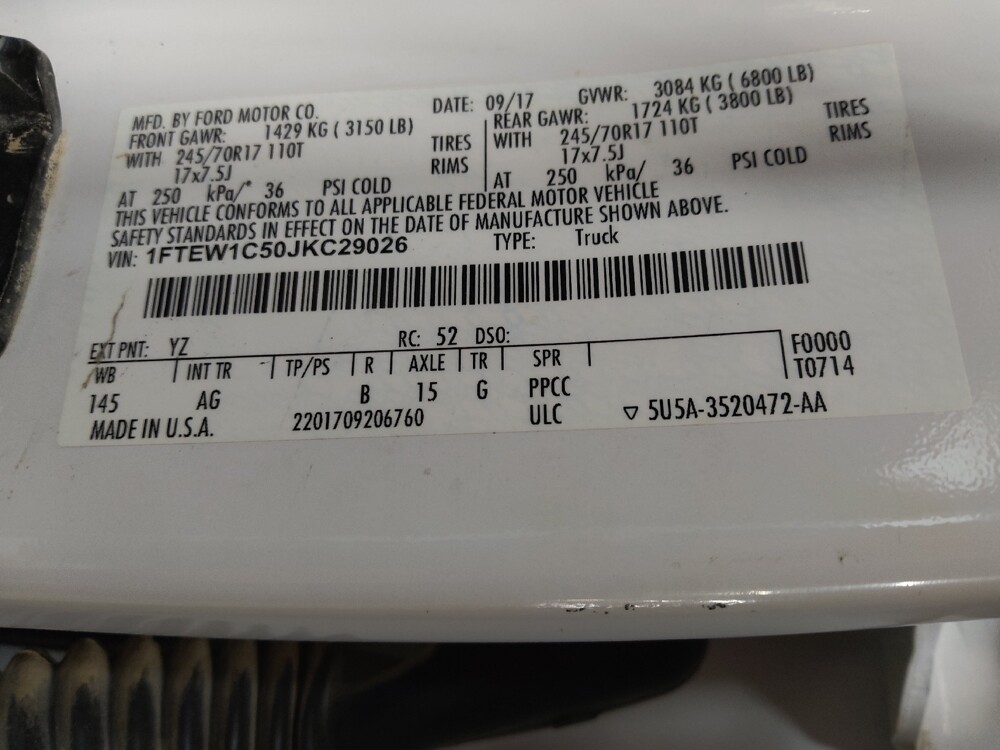 MFD. BY FORD MOTOR CO. DATE: 09/17 GVWR: 3084 KG ( 6800 LB)
FRONT GAWR: 1429 KG ( 3150 LB) REAR GAWR: 1724 KG ( 3800 LB)
WITH 245/70R17 110T TIRES WITH 245/70R17 110T TIRES
17x7.5J RIMS 17x7.5J RIMS
AT 250 kPa/" 36 PSI COLD AT 250 kPa/ 36 PSI COLD
THIS VEHICLE CONFORMS TO ALL APPLICABLE FEDERAL MOTOR VEHICLE
SAFETY STANDARDS IN EFFECT ON THE DATE OF MANUFACTURE SHOWN ABOVE.
VIN: 1FTEW1C50JKC29026 TYPE: Truck
EXT PNT: YZ RC: 52 DSO: F0000
WB INT TR TP/PS R AXLE TR SPR T0714
145 AG B 15 G PPCC
MADE IN U.S.A. 2201709206760 ULC ▽ 5U5A-3520472-AA